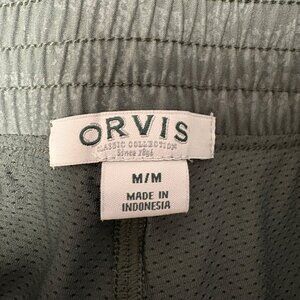 ORVIS
CLASSIC COLLECTION
Since 1856
M/M
MADE IN
INDONESIA